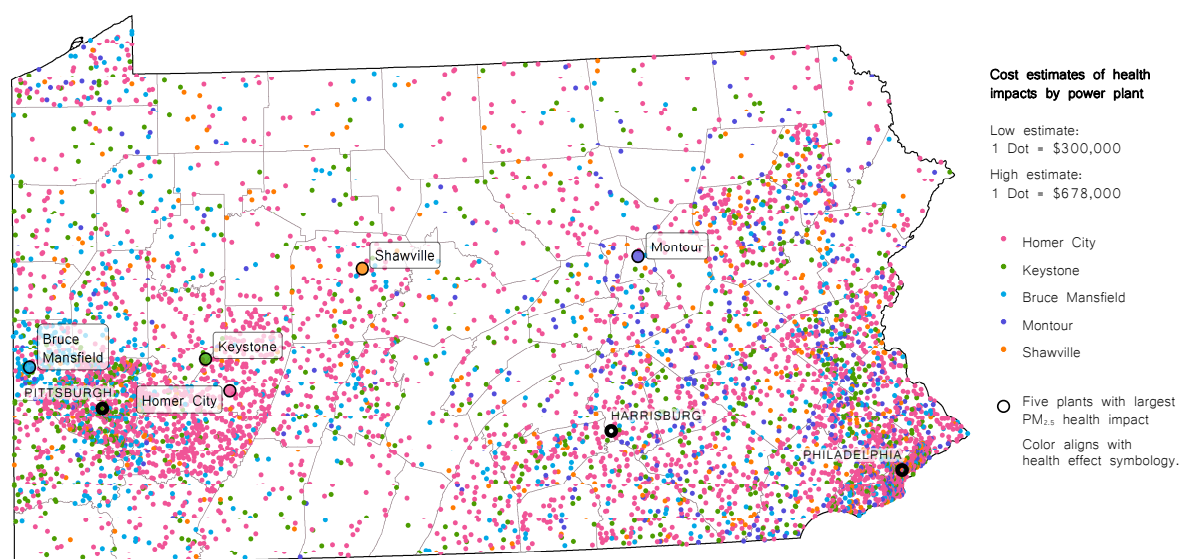 Cost estimates of health
impacts by power plant
Low estimate:
1 Dot = $300,000
High estimate:
1 Dot = $678,000
Homer City
Keystone
Bruce Mansfield
Montour
Shawville
Five plants with largest
PM₂.₅ health impact
Color aligns with
health effect symbology.
Montour
Shawville
Bruce
Mansfield
Keystone
PITTSBURGH
Homer City
HARRISBURG
PHILADELPHIA